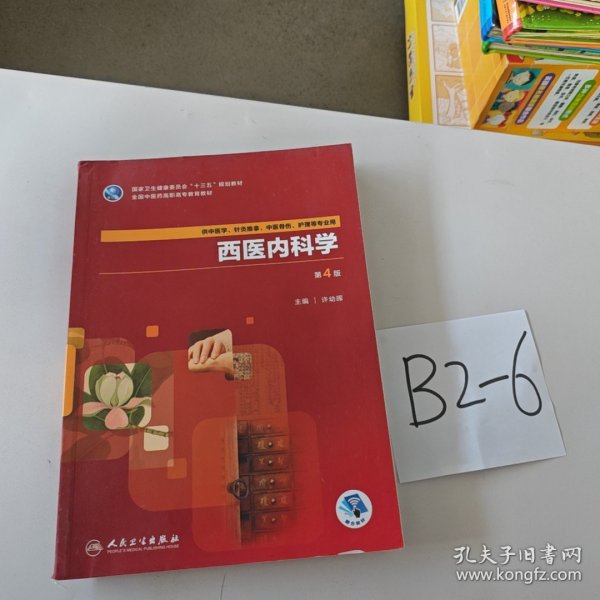 国家卫生健康委员会“十三五”规划教材
全国中医药高职高专教育教材
供中医学、针灸推拿、中医骨伤、护理等专业用
西医内科学
第4版
主编 许幼晖
融合教材
人民卫生出版社
PEOPLE'S MEDICAL PUBLISHING HOUSE
B2-6
孔夫子旧书网
www.kongfz.com